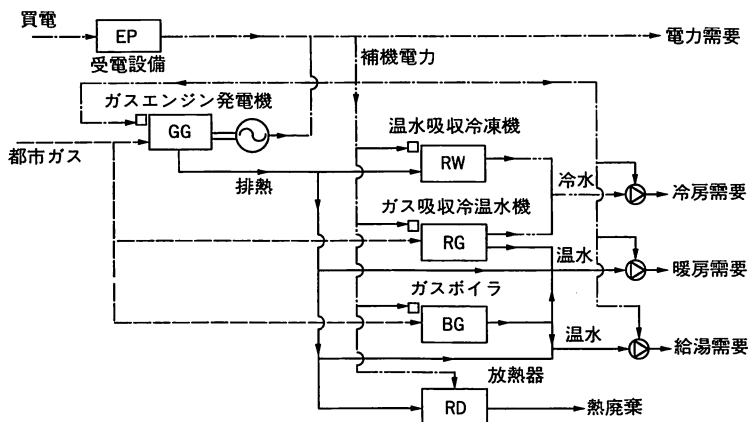 買電
EP
受電設備
電力需要
補機電力
ガスエンジン発電機
GG
都市ガス
排熱
温水吸収冷凍機
RW
冷水
冷房需要
ガス吸収冷温水機
RG
温水
暖房需要
ガスボイラ
BG
温水
給湯需要
放熱器
RD
熱廃棄